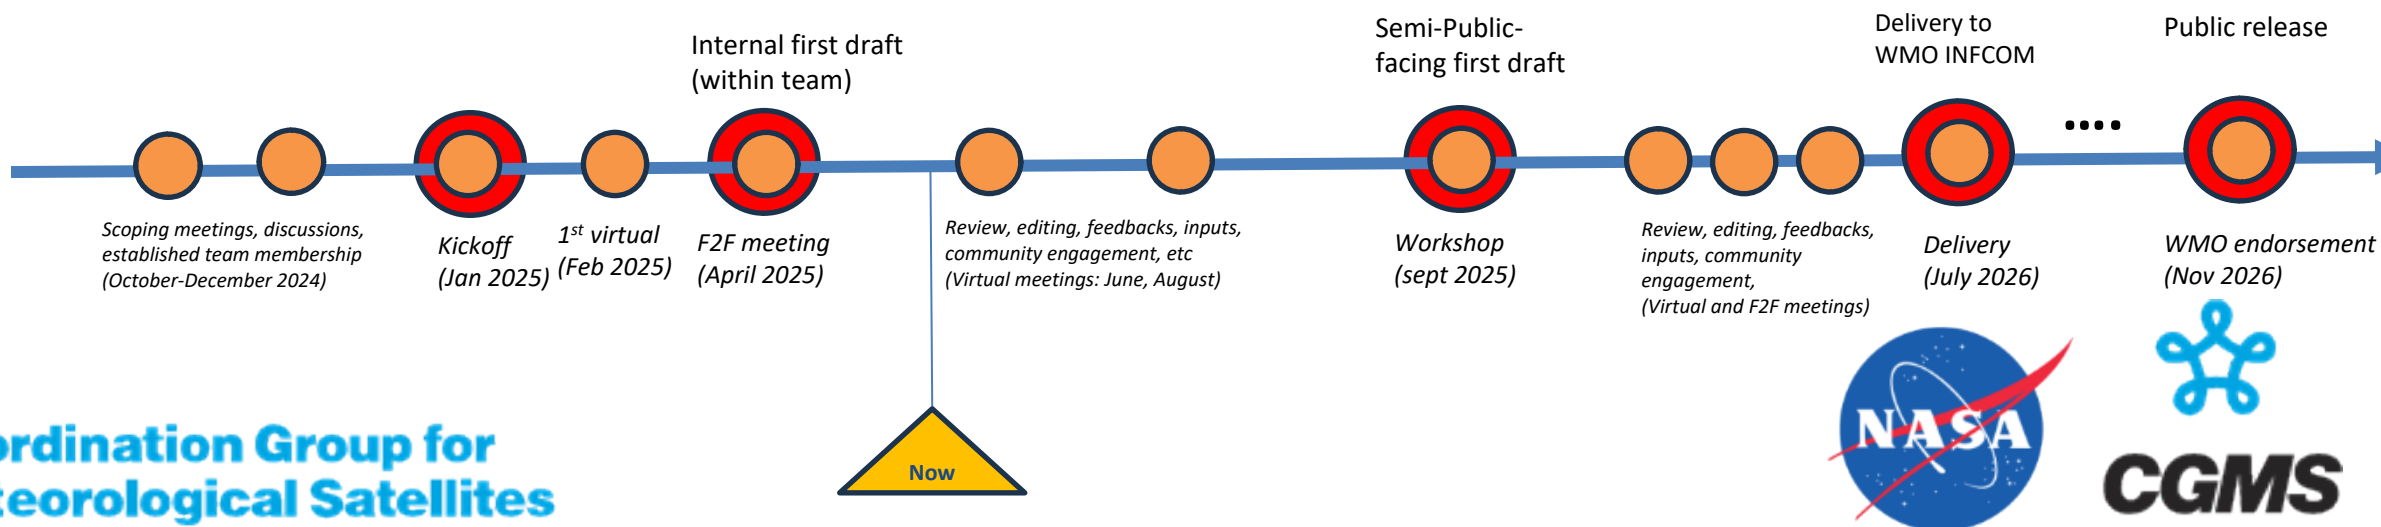 Internal first draft
(within team)
Semi-Public-
facing first draft
Delivery to
WMO INFCOM
Public release
....
Scoping meetings, discussions,
established team membership
(October-December 2024)
Kickoff
(Jan 2025)
1st virtual
(Feb 2025)
F2F meeting
(April 2025)
Review, editing, feedbacks, inputs,
community engagement, etc
(Virtual meetings: June, August)
Workshop
(sept 2025)
Review, editing, feedbacks,
inputs, community
engagement,
(Virtual and F2F meetings)
Delivery
(July 2026)
WMO endorsement
(Nov 2026)
Now
ordination Group for
teorological Satellites
NASA
CGMS